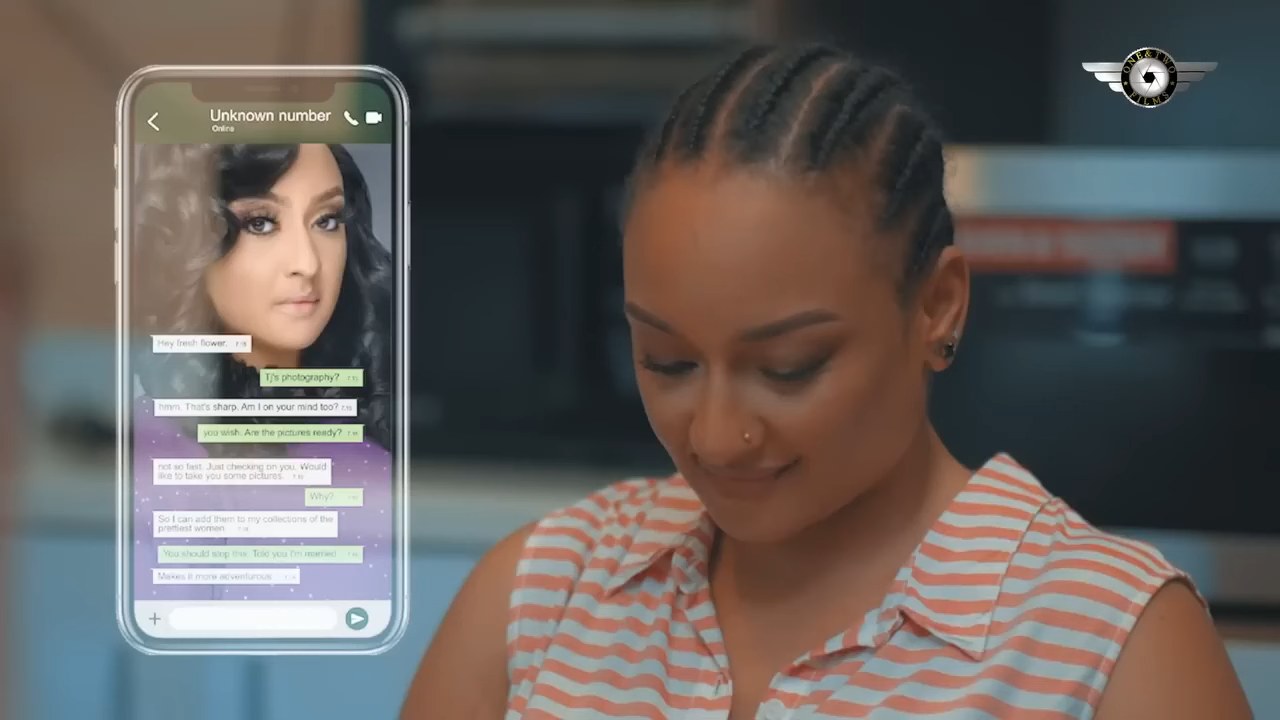 ONE & TWO
FILMS
Unknown number
Online
Hey fresh flower.
Tj's photography?
hmm. That's sharp. Am I on your mind too?
you wish. Are the pictures ready?
not so fast. Just checking on you. Would
like to take you some pictures.
Why?
So I can add them to my collections of the
prettiest women.
You should stop this. Told you I'm married
Makes it more adventurous